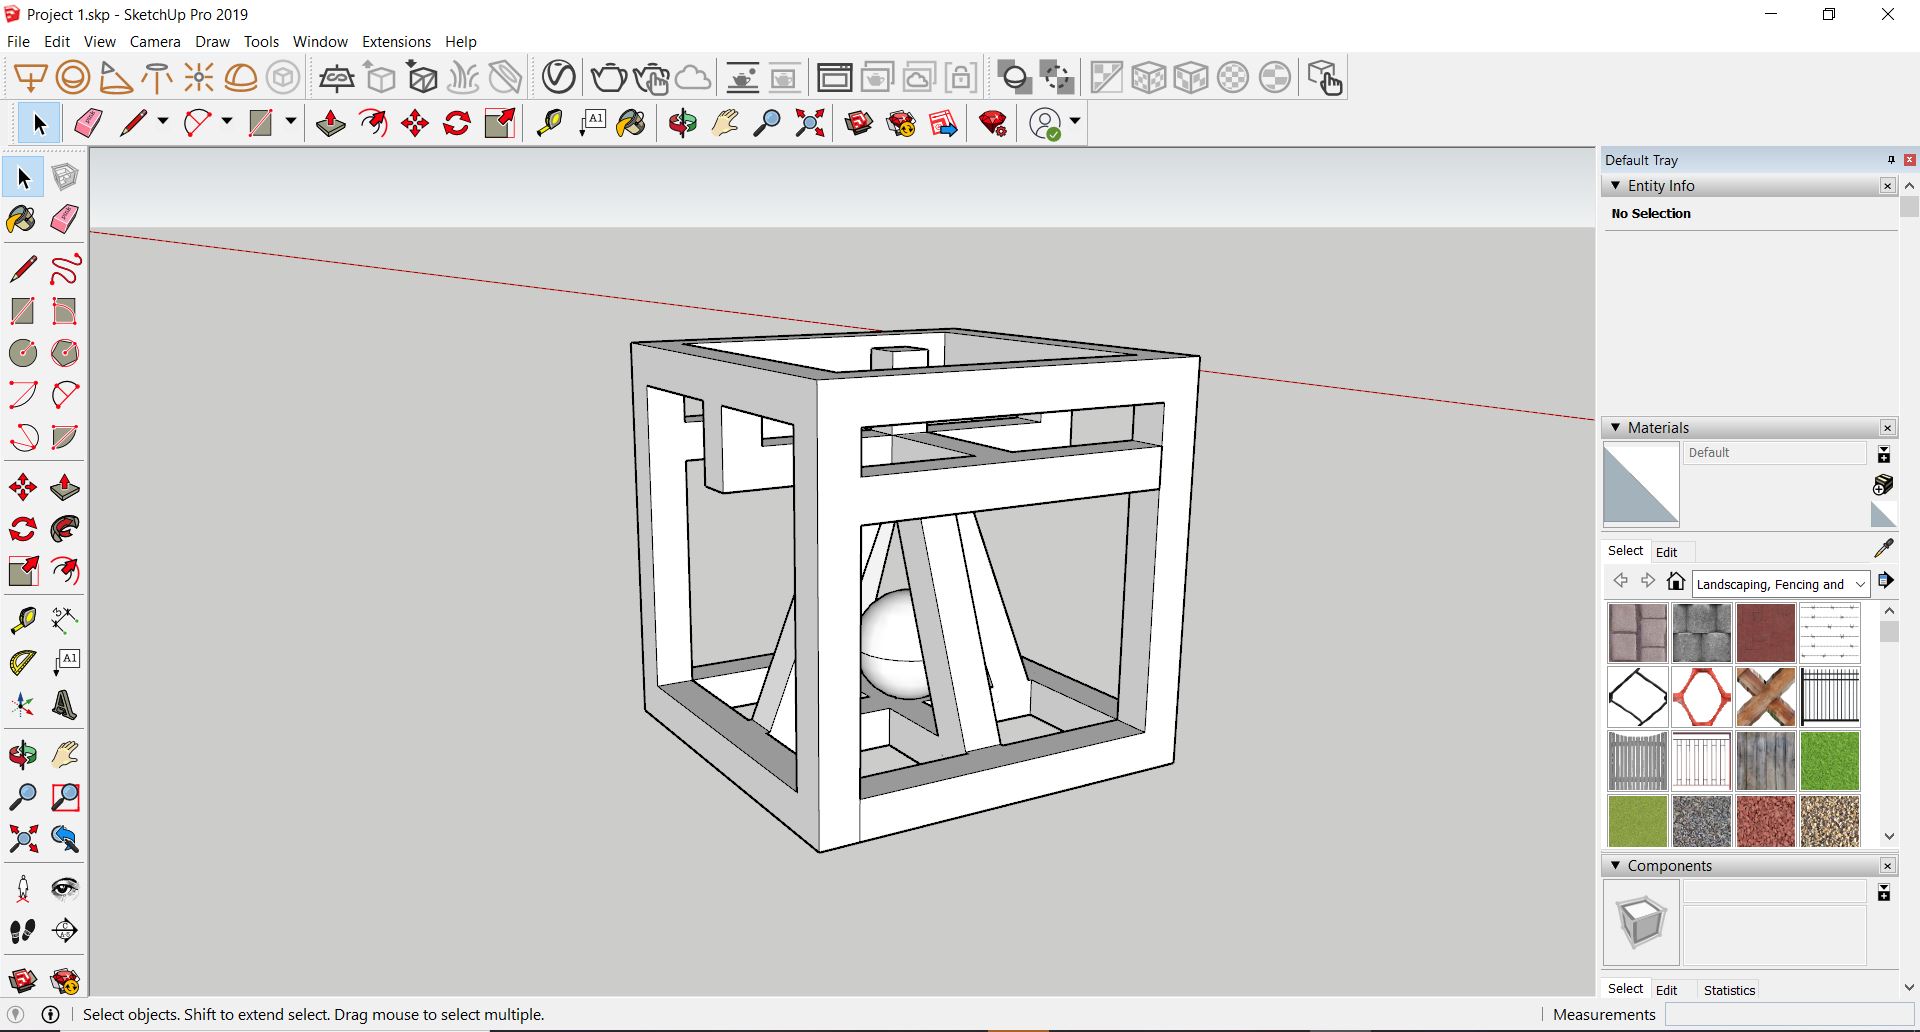 Project 1.skp - SketchUp Pro 2019
File Edit View Camera Draw Tools Window Extensions Help
A1
Default Tray
Entity Info
No Selection
A1
Materials
Default
Select Edit
Landscaping, Fencing and
Components
Select Edit Statistics
Select objects. Shift to extend select. Drag mouse to select multiple.
Measurements